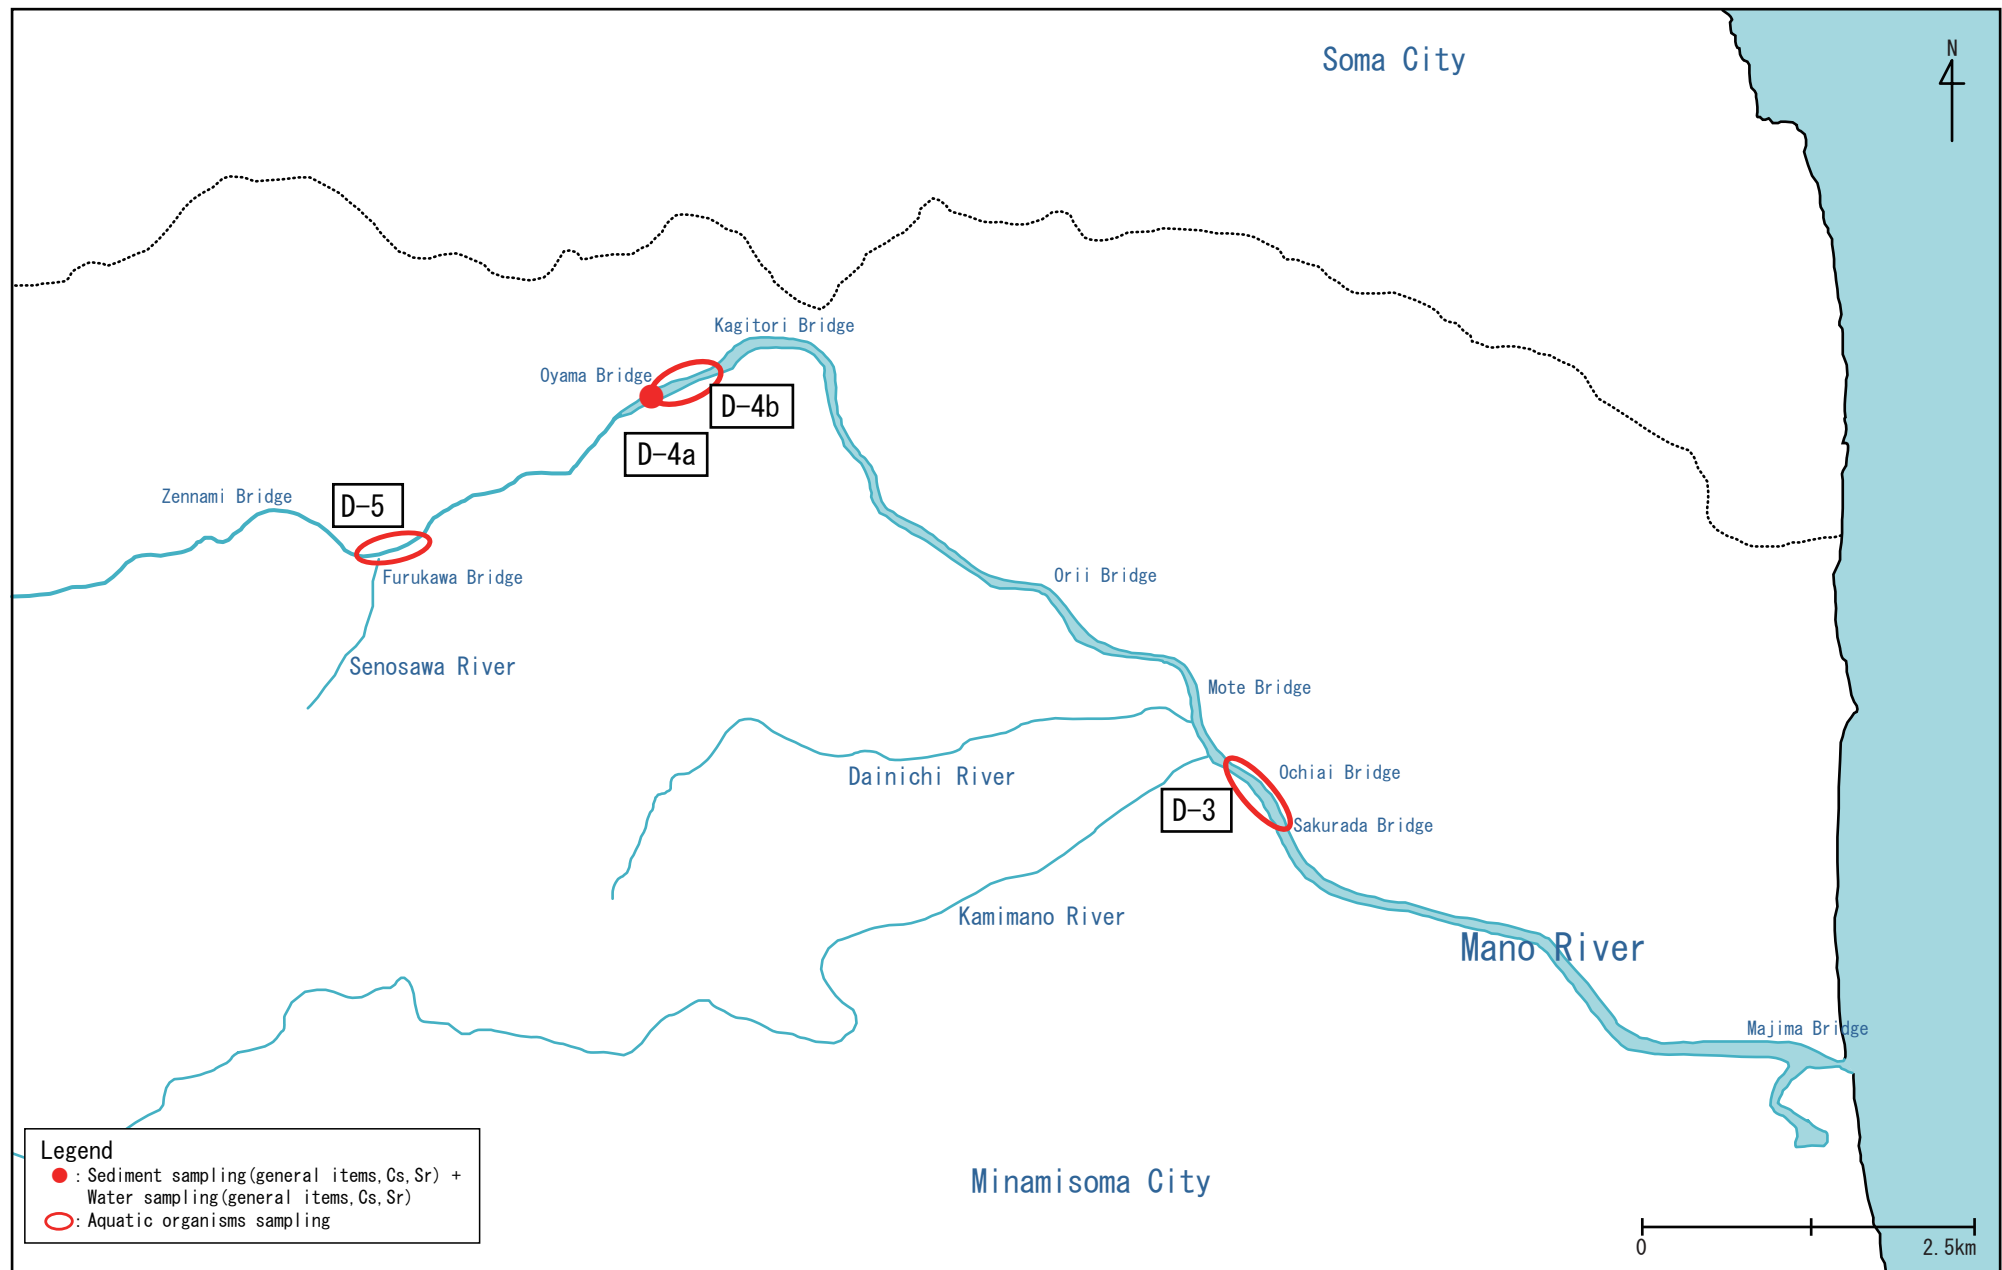 Soma City
N
Kagitori Bridge
Oyama Bridge
D-4b
D-4a
Zennami Bridge
D-5
Furukawa Bridge
Orii Bridge
Senosawa River
Mote Bridge
Dainichi River
Ochiai Bridge
D-3
Sakurada Bridge
Kamimano River
Mano River
Majima Bridge
Minamisoma City
Legend
: Sediment sampling(general items,Cs,Sr) +
Water sampling(general items,Cs,Sr)
: Aquatic organisms sampling
0 2.5km